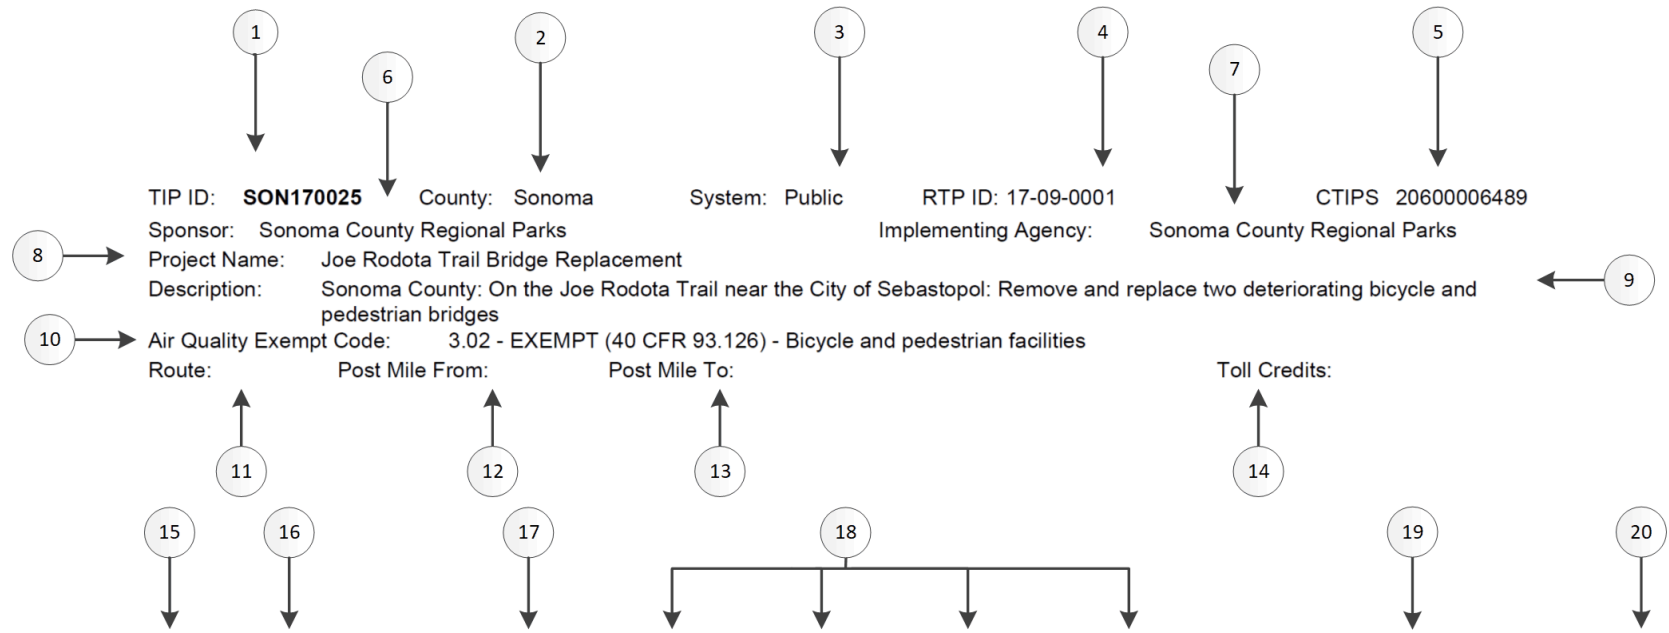 1 2 3 4 5
6 7
TIP ID: SON170025 County: Sonoma System: Public RTP ID: 17-09-0001 CTIPS 20600006489
Sponsor: Sonoma County Regional Parks Implementing Agency: Sonoma County Regional Parks
8 Project Name: Joe Rodota Trail Bridge Replacement
Description: Sonoma County: On the Joe Rodota Trail near the City of Sebastopol: Remove and replace two deteriorating bicycle and 9
pedestrian bridges
10 Air Quality Exempt Code: 3.02 - EXEMPT (40 CFR 93.126) - Bicycle and pedestrian facilities
Route: Post Mile From: Post Mile To: Toll Credits:
11 12 13 14
15 16 17 18 19 20